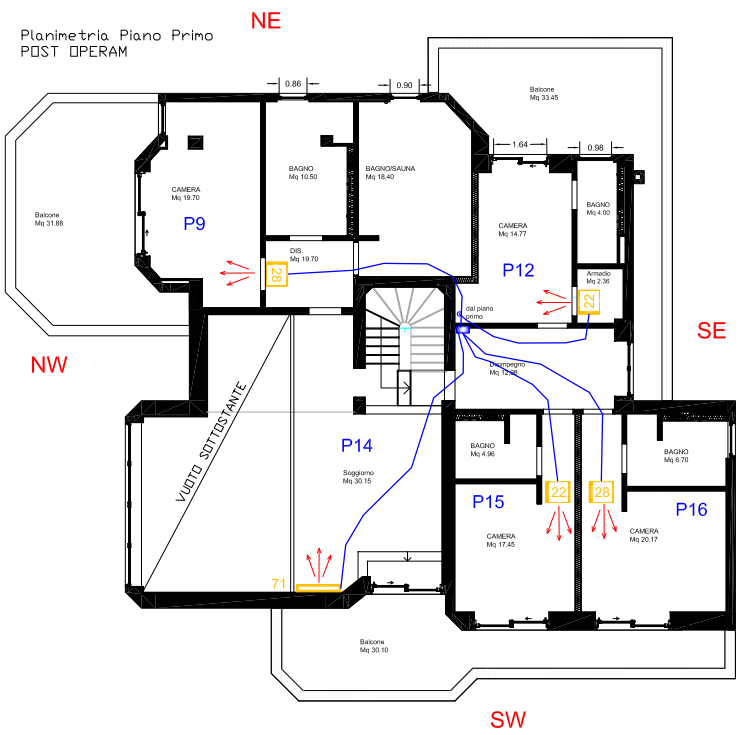 NE
Planimetria Piano Primo
POST OPERAM
0.86
0.90
Balcone
Mq 33.45
1.64
0.98
BAGNO
Mq 10.50
BAGNO/SAUNA
Mq 18,40
CAMERA
Mq 19.70
P9
Balcone
Mq 31.88
BAGNO
Mq 4.00
CAMERA
Mq 14.77
P12
DIS.
Mq 19.70
28
Armadio
Mq 2.36
22
dal piano
primo
SE
NW
Disimpegno
Mq 12.98
VUOTO SOTTOSTANTE
P14
Soggiorno
Mq 30.15
BAGNO
Mq 4.96
BAGNO
Mq 6.70
22
28
P15
P16
CAMERA
Mq 17.45
CAMERA
Mq 20.17
71
Balcone
Mq 30.10
SW